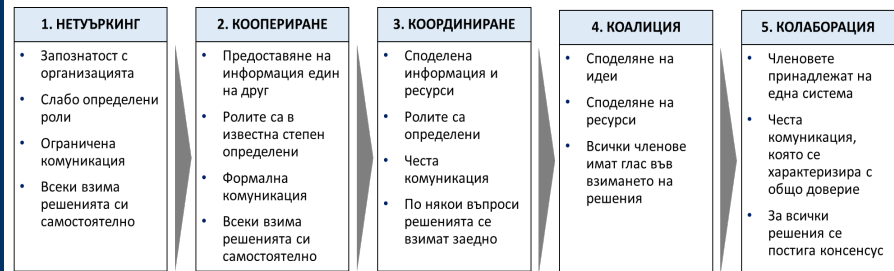 1. НЕТУЪРКИНГ
• Запознатост с
организацията
• Слабо определени
роли
• Ограничена
комуникация
• Всеки взима
решенията си
самостоятелно
2. КООПЕРИРАНЕ
• Предоставяне на
информация един
на друг
• Ролите са в
известна степен
определени
• Формална
комуникация
• Всеки взима
решенията си
самостоятелно
3. КООРДИНИРАНЕ
• Споделена
информация и
ресурси
• Ролите са
определени
• Честа
комуникация
• По някои въпроси
решенията се
взимат заедно
4. КОАЛИЦИЯ
• Споделяне на
идеи
• Споделяне на
ресурси
• Всички членове
имат глас във
взимането на
решения
5. КОЛАБОРАЦИЯ
• Членовете
принадлежат на
една система
• Честа
комуникация,
която се
характеризира с
общо доверие
• За всички
решения се
постига консенсус